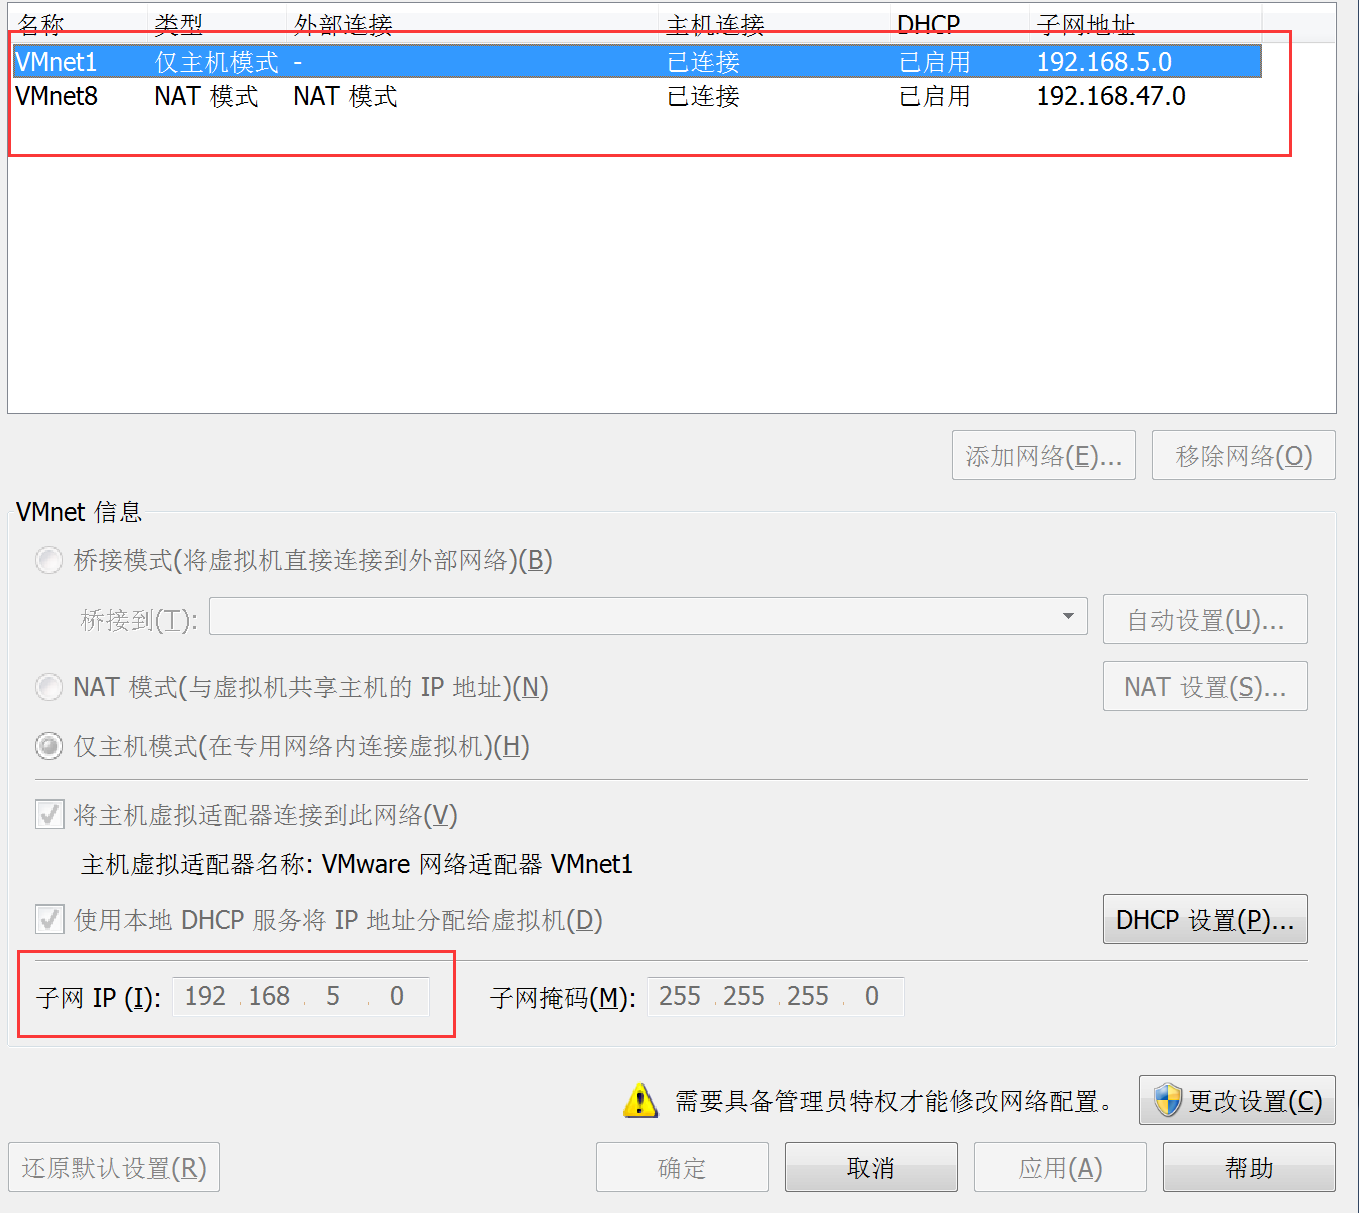 名称 类型 外部连接 主机连接 DHCP 子网地址
VMnet1 仅主机模式 - 已连接 已启用 192.168.5.0
VMnet8 NAT 模式 NAT 模式 已连接 已启用 192.168.47.0
添加网络(E)... 移除网络(O)
VMnet 信息
桥接模式(将虚拟机直接连接到外部网络)(B)
桥接到(T): 自动设置(U)...
NAT 模式(与虚拟机共享主机的 IP 地址)(N) NAT 设置(S)...
仅主机模式(在专用网络内连接虚拟机)(H)
将主机虚拟适配器连接到此网络(V)
主机虚拟适配器名称: VMware 网络适配器 VMnet1
使用本地 DHCP 服务将 IP 地址分配给虚拟机(D) DHCP 设置(P)...
子网 IP (I): 192 . 168 . 5 . 0 子网掩码(M): 255 . 255 . 255 . 0
需要具备管理员特权才能修改网络配置。 更改设置(C)
还原默认设置(R) 确定 取消 应用(A) 帮助